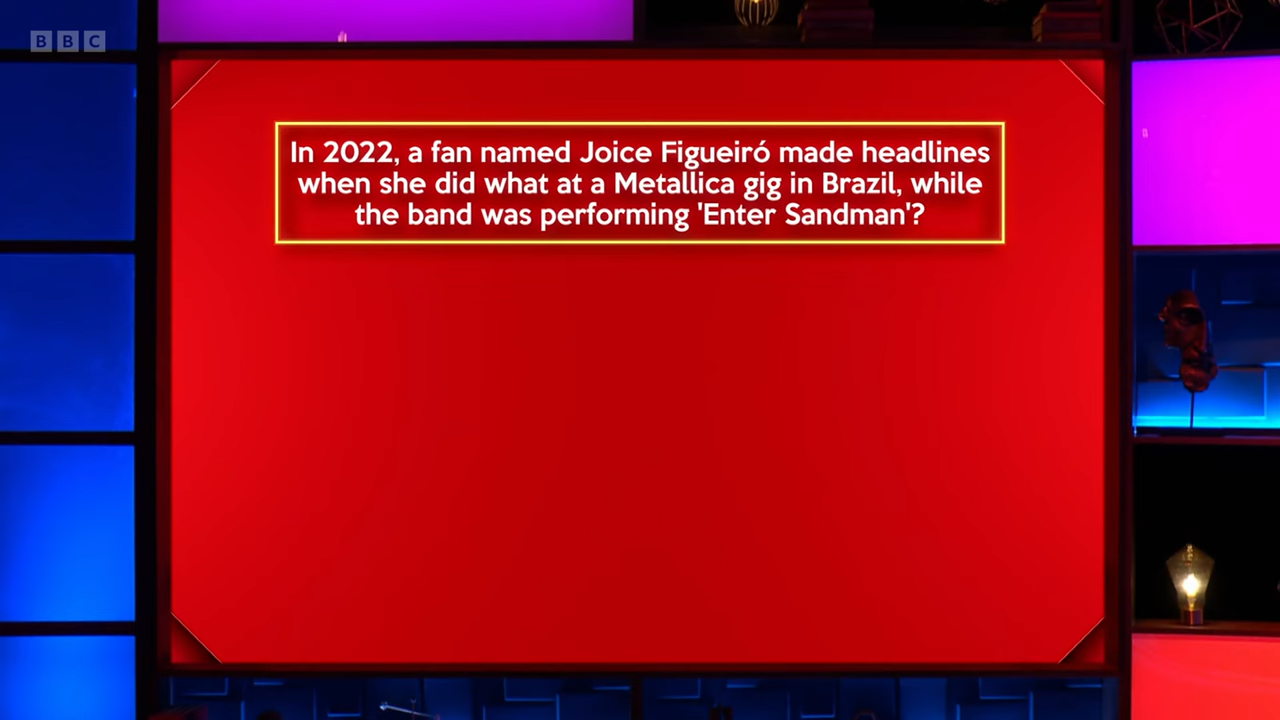 BBC
In 2022, a fan named Joice Figueiró made headlines
when she did what at a Metallica gig in Brazil, while
the band was performing 'Enter Sandman'?